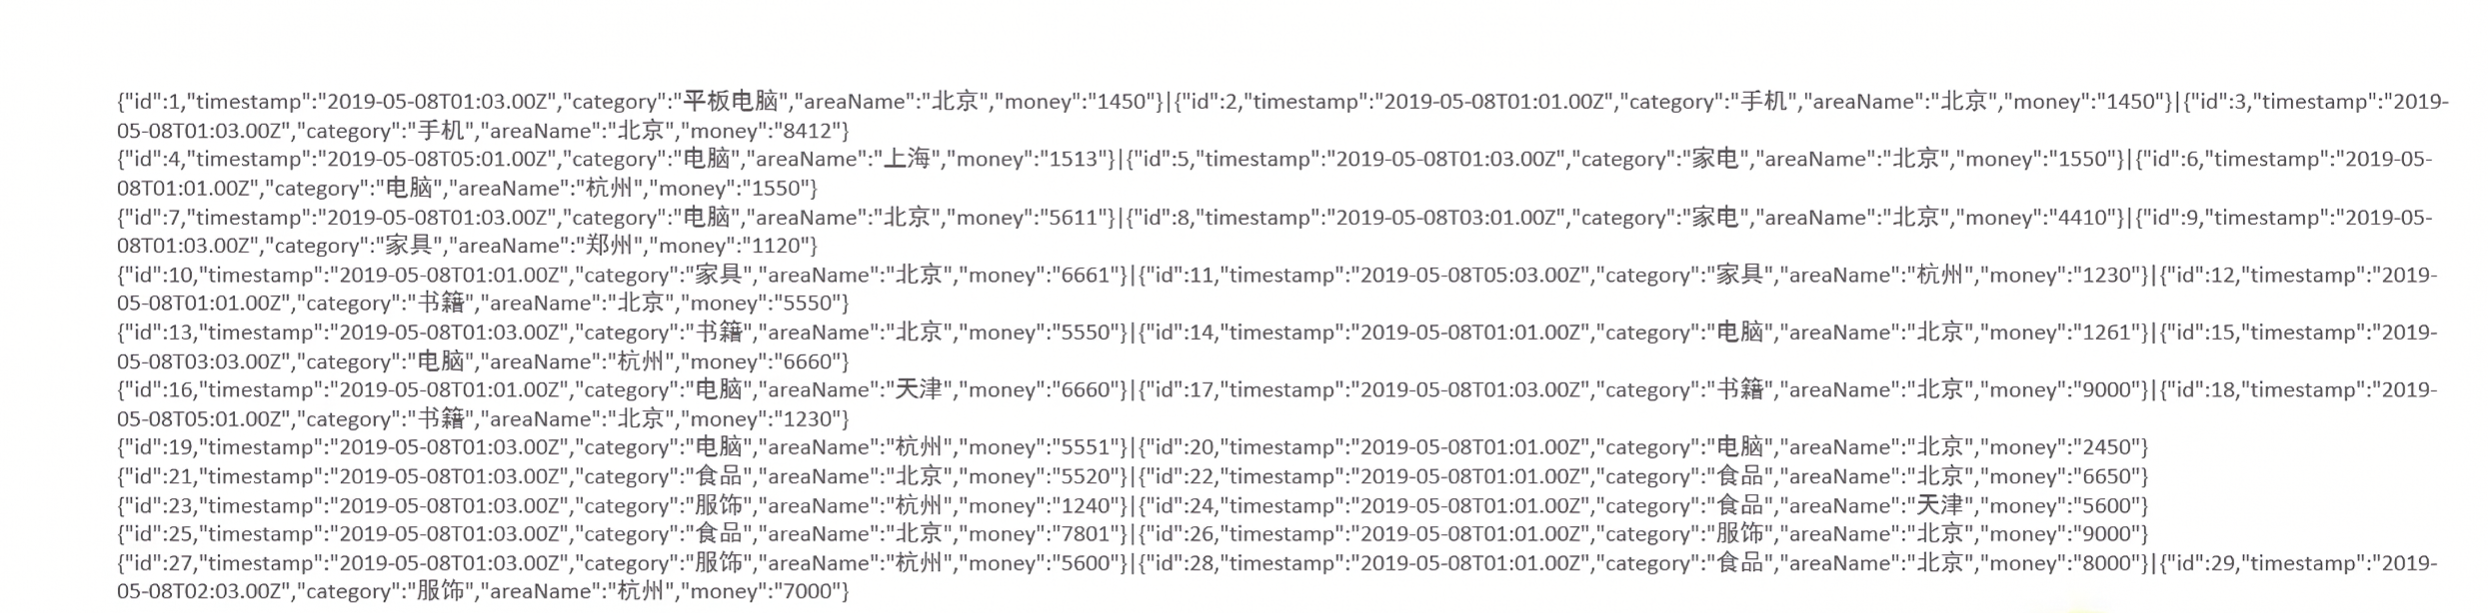 {"id":1,"timestamp":"2019-05-08T01:03.00Z","category":"平板电脑","areaName":"北京","money":"1450"}|{"id":2,"timestamp":"2019-05-08T01:01.00Z","category":"手机","areaName":"北京","money":"1450"}|{"id":3,"timestamp":"2019-
05-08T01:03.00Z","category":"手机","areaName":"北京","money":"8412"}
{"id":4,"timestamp":"2019-05-08T05:01.00Z","category":"电脑","areaName":"上海","money":"1513"}|{"id":5,"timestamp":"2019-05-08T01:03.00Z","category":"家电","areaName":"北京","money":"1550"}|{"id":6,"timestamp":"2019-05-
08T01:01.00Z","category":"电脑","areaName":"杭州","money":"1550"}
{"id":7,"timestamp":"2019-05-08T01:03.00Z","category":"电脑","areaName":"北京","money":"5611"}|{"id":8,"timestamp":"2019-05-08T03:01.00Z","category":"家电","areaName":"北京","money":"4410"}|{"id":9,"timestamp":"2019-05-
08T01:03.00Z","category":"家具","areaName":"郑州","money":"1120"}
{"id":10,"timestamp":"2019-05-08T01:01.00Z","category":"家具","areaName":"北京","money":"6661"}|{"id":11,"timestamp":"2019-05-08T05:03.00Z","category":"家具","areaName":"杭州","money":"1230"}|{"id":12,"timestamp":"2019-
05-08T01:01.00Z","category":"书籍","areaName":"北京","money":"5550"}
{"id":13,"timestamp":"2019-05-08T01:03.00Z","category":"书籍","areaName":"北京","money":"5550"}|{"id":14,"timestamp":"2019-05-08T01:01.00Z","category":"电脑","areaName":"北京","money":"1261"}|{"id":15,"timestamp":"2019-
05-08T03:03.00Z","category":"电脑","areaName":"杭州","money":"6660"}
{"id":16,"timestamp":"2019-05-08T01:01.00Z","category":"电脑","areaName":"天津","money":"6660"}|{"id":17,"timestamp":"2019-05-08T01:03.00Z","category":"书籍","areaName":"北京","money":"9000"}|{"id":18,"timestamp":"2019-
05-08T05:01.00Z","category":"书籍","areaName":"北京","money":"1230"}
{"id":19,"timestamp":"2019-05-08T01:03.00Z","category":"电脑","areaName":"杭州","money":"5551"}|{"id":20,"timestamp":"2019-05-08T01:01.00Z","category":"电脑","areaName":"北京","money":"2450"}
{"id":21,"timestamp":"2019-05-08T01:03.00Z","category":"食品","areaName":"北京","money":"5520"}|{"id":22,"timestamp":"2019-05-08T01:01.00Z","category":"食品","areaName":"北京","money":"6650"}
{"id":23,"timestamp":"2019-05-08T01:03.00Z","category":"服饰","areaName":"杭州","money":"1240"}|{"id":24,"timestamp":"2019-05-08T01:01.00Z","category":"食品","areaName":"天津","money":"5600"}
{"id":25,"timestamp":"2019-05-08T01:03.00Z","category":"食品","areaName":"北京","money":"7801"}|{"id":26,"timestamp":"2019-05-08T01:01.00Z","category":"服饰","areaName":"北京","money":"9000"}
{"id":27,"timestamp":"2019-05-08T01:03.00Z","category":"服饰","areaName":"杭州","money":"5600"}|{"id":28,"timestamp":"2019-05-08T01:01.00Z","category":"食品","areaName":"北京","money":"8000"}|{"id":29,"timestamp":"2019-
05-08T02:03.00Z","category":"服饰","areaName":"杭州","money":"7000"}